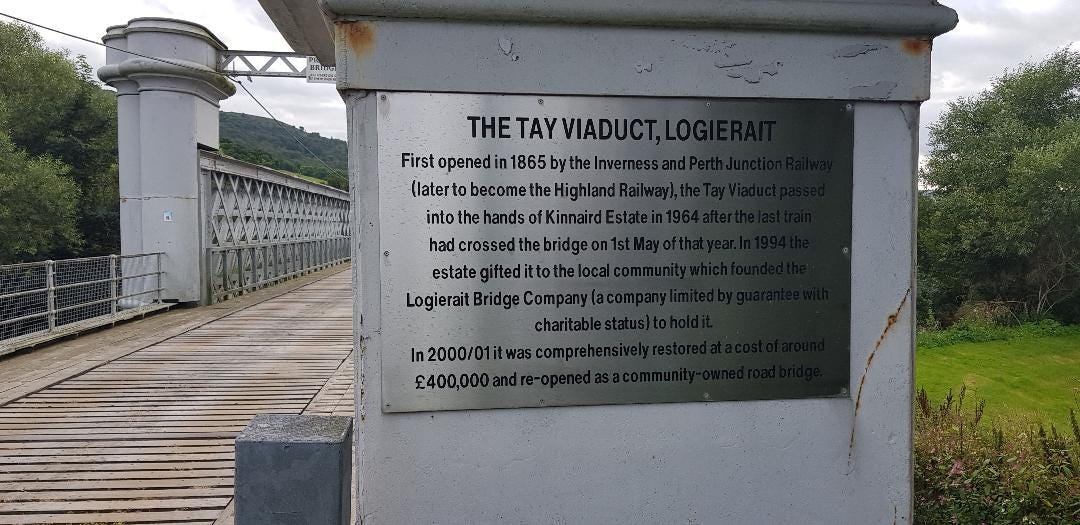 PR
BRIDG
THE TAY VIADUCT, LOGIERAIT
First opened in 1865 by the Inverness and Perth Junction Railway
(later to become the Highland Railway), the Tay Viaduct passed
into the hands of Kinnaird Estate in 1964 after the last train
had crossed the bridge on 1st May of that year. In 1994 the
estate gifted it to the local community which founded the
Logierait Bridge Company (a company limited by guarantee with
charitable status) to hold it.
In 2000/01 it was comprehensively restored at a cost of around
£400,000 and re-opened as a community-owned road bridge.